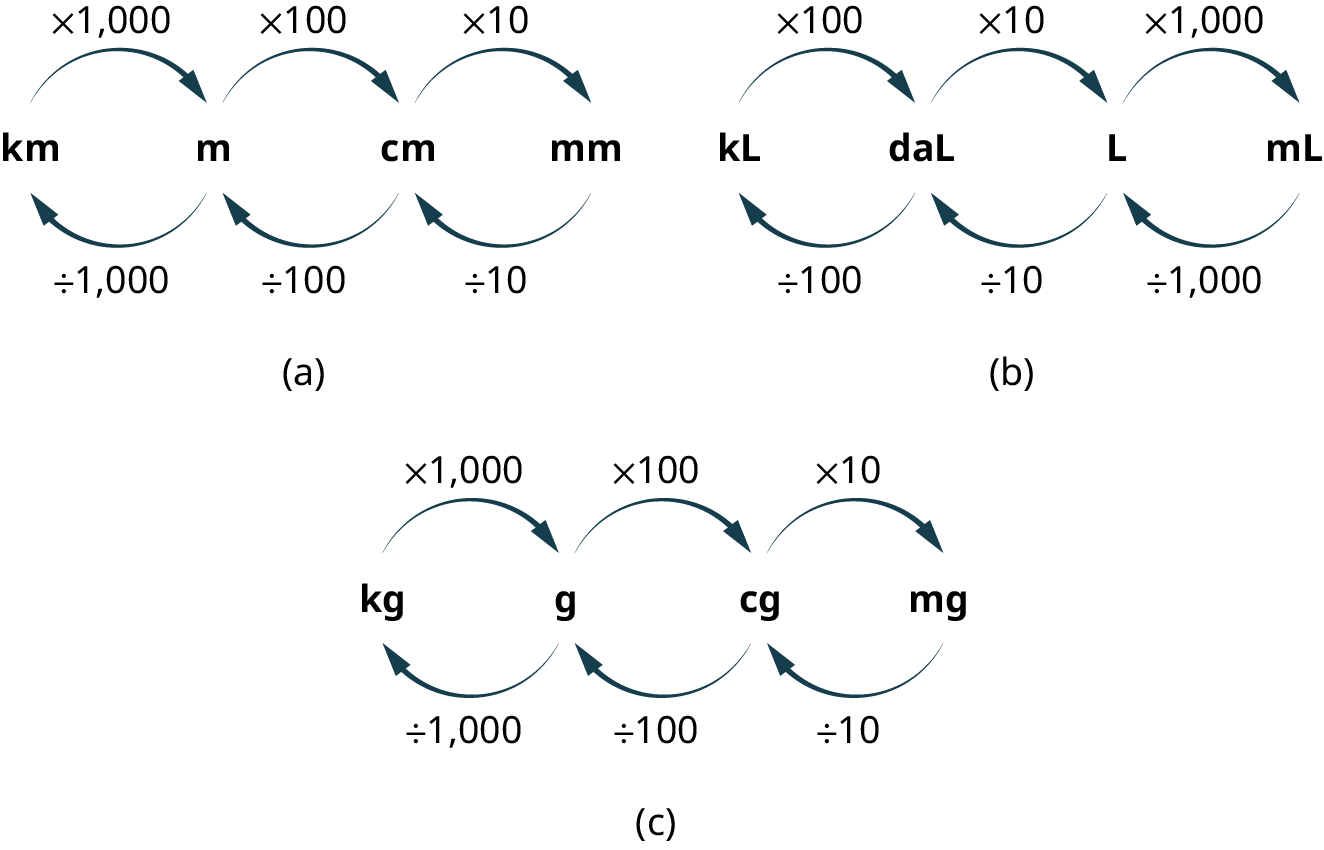 ×1,000 ×100 ×10
km m cm mm
÷1,000 ÷100 ÷10
(a)
×100 ×10 ×1,000
kL daL L mL
÷100 ÷10 ÷1,000
(b)
×1,000 ×100 ×10
kg g cg mg
÷1,000 ÷100 ÷10
(c)